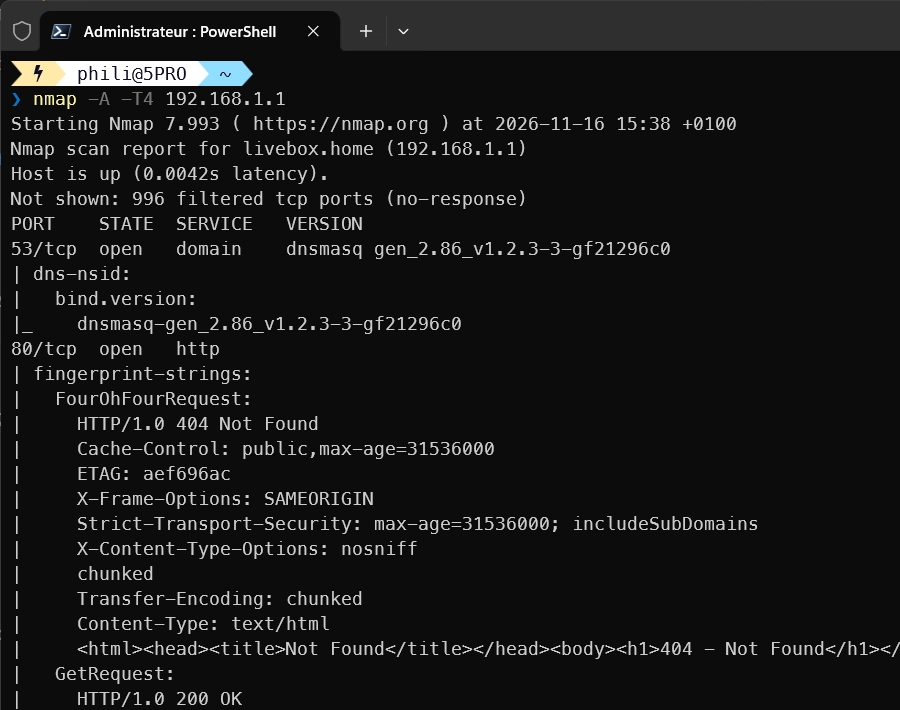 Administrateur : PowerShell
phili@5PRO ~
❯ nmap -A -T4 192.168.1.1
Starting Nmap 7.993 ( https://nmap.org ) at 2026-11-16 15:38 +0100
Nmap scan report for livebox.home (192.168.1.1)
Host is up (0.0042s latency).
Not shown: 996 filtered tcp ports (no-response)
PORT    STATE  SERVICE   VERSION
53/tcp  open   domain    dnsmasq gen_2.86_v1.2.3-3-gf21296c0
| dns-nsid:
|   bind.version:
|_    dnsmasq-gen_2.86_v1.2.3-3-gf21296c0
80/tcp  open   http
| fingerprint-strings:
|   FourOhFourRequest:
|     HTTP/1.0 404 Not Found
|     Cache-Control: public,max-age=31536000
|     ETAG: aef696ac
|     X-Frame-Options: SAMEORIGIN
|     Strict-Transport-Security: max-age=31536000; includeSubDomains
|     X-Content-Type-Options: nosniff
|     chunked
|     Transfer-Encoding: chunked
|     Content-Type: text/html
|     <html><head><title>Not Found</title></head><body><h1>404 - Not Found</h1></
|   GetRequest:
|     HTTP/1.0 200 OK